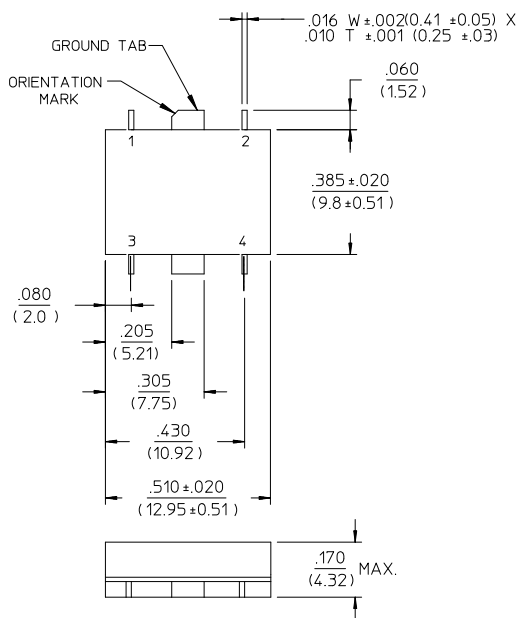 .016 W ±.002(0.41 ±0.05) X
.010 T ±.001 (0.25 ±.03)
GROUND TAB
ORIENTATION
MARK
.060
(1.52)
1
2
.385 ±.020
(9.8 ±0.51)
3
4
.080
( 2.0 )
.205
(5.21)
.305
(7.75)
.430
(10.92)
.510 ±.020
(12.95 ±0.51 )
.170
(4.32)
MAX.